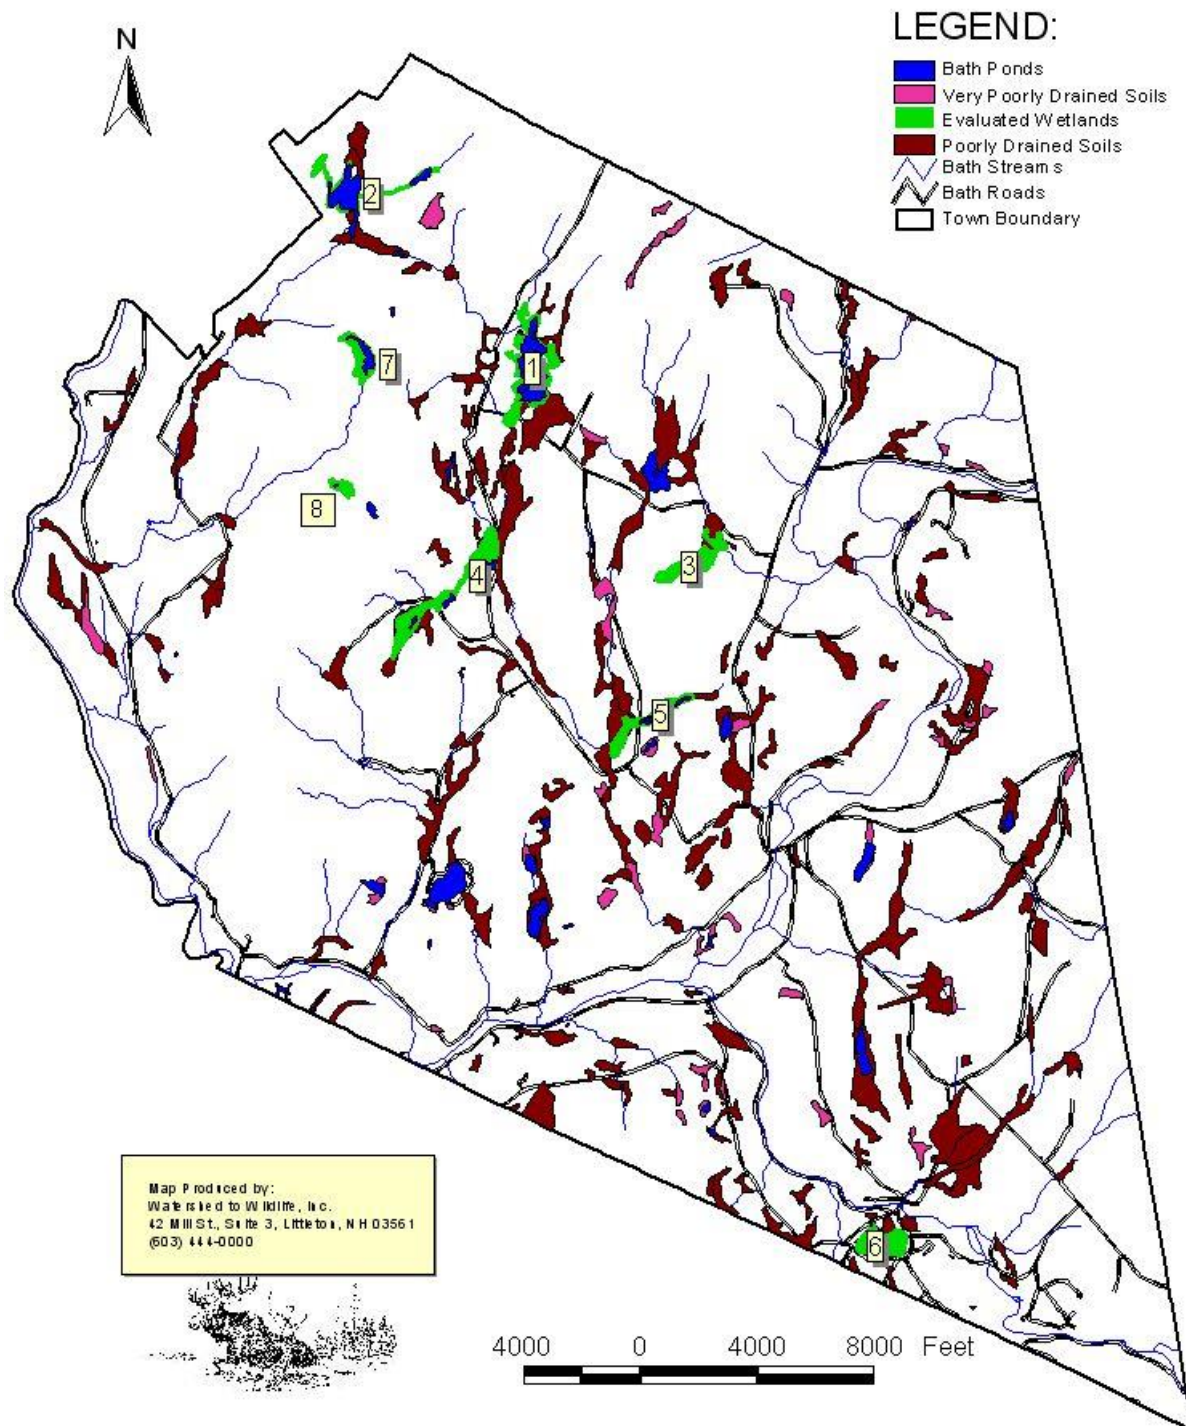 N
LEGEND:
Bath Ponds
Very Poorly Drained Soils
Evaluated Wetlands
Poorly Drained Soils
Bath Streams
Bath Roads
Town Boundary
2
1
7
8
3
4
5
6
Map Produced by:
Watershed to Wildlife, Inc.
42 Mill St., Suite 3, Littleton, NH 03561
(603) 444-0000
4000 0 4000 8000 Feet